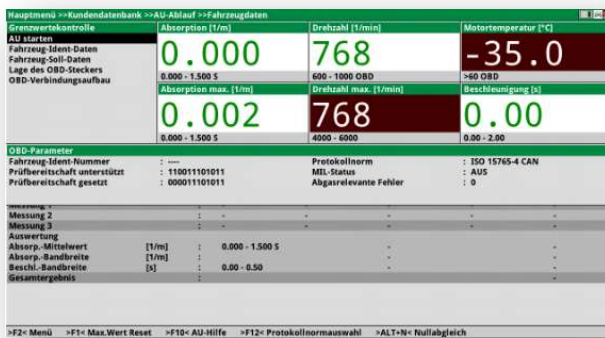 Hauptmenü >>Kundendatenbank >>AU-Ablauf >>Fahrzeugdaten
Grenzwertekontrolle
AU starten
Fahrzeug-Ident-Daten
Fahrzeug-Soll-Daten
Lage des OBD-Steckers
OBD-Verbindungsaufbau
Absorption [1/m] Drehzahl [1/min] Motortemperatur [°C]
0.000 768 -35.0
0.000 - 1.500 S 600 - 1000 OBD >60 OBD
Absorption max. [1/m] Drehzahl max. [1/min] Beschleunigung [s]
0.002 768 0.00
0.000 - 1.500 S 4000 - 6000 0.00 - 2.00
OBD-Parameter
Fahrzeug-Ident-Nummer : ---- Protokollnorm : ISO 15765-4 CAN
Prüfbereitschaft unterstützt : 110011101011 MIL-Status : AUS
Prüfbereitschaft gesetzt : 000011101011 Abgasrelevante Fehler : 0
Messung 1 : - - - -
Messung 2 : - - - -
Messung 3 : - - - -
Auswertung
Absorp.-Mittelwert [1/m] : 0.000 - 1.500 S - -
Absorp.-Bandbreite [1/m] : - -
Beschl.-Bandbreite [s] : 0.00 - 0.50 - -
Gesamtergebnis : -
>F2< Menü >F1< Max.Wert Reset >F10< AU-Hilfe >F12< Protokollnormauswahl >ALT+N< Nullabgleich